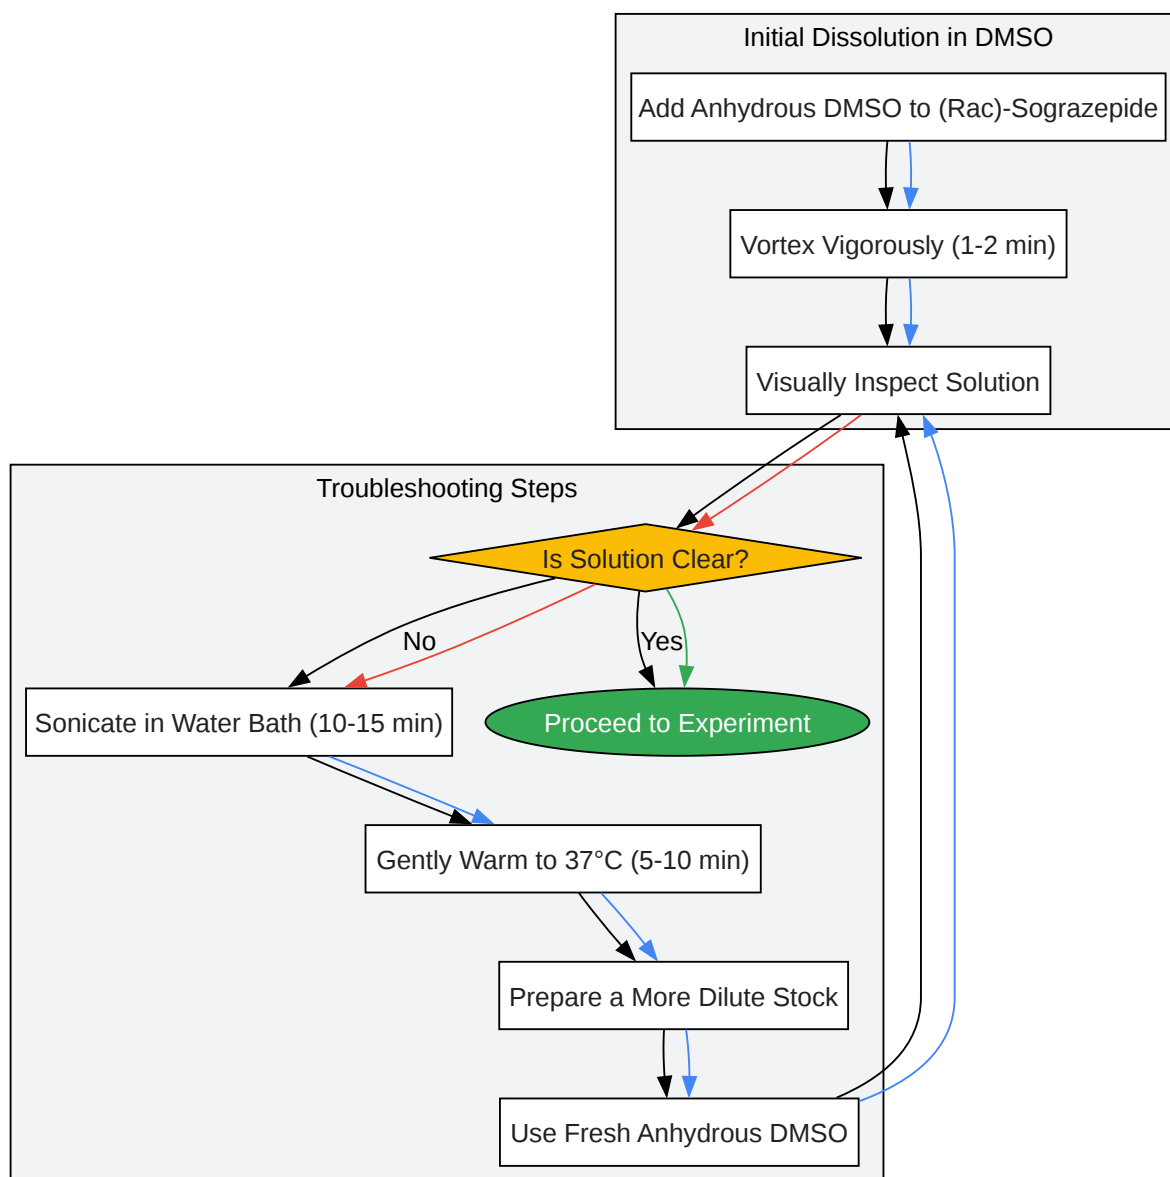 Initial Dissolution in DMSO
Add Anhydrous DMSO to (Rac)-Sograzepide
Vortex Vigorously (1-2 min)
Visually Inspect Solution
Troubleshooting Steps
Is Solution Clear?
No
Yes
Sonicate in Water Bath (10-15 min)
Proceed to Experiment
Gently Warm to 37°C (5-10 min)
Prepare a More Dilute Stock
Use Fresh Anhydrous DMSO